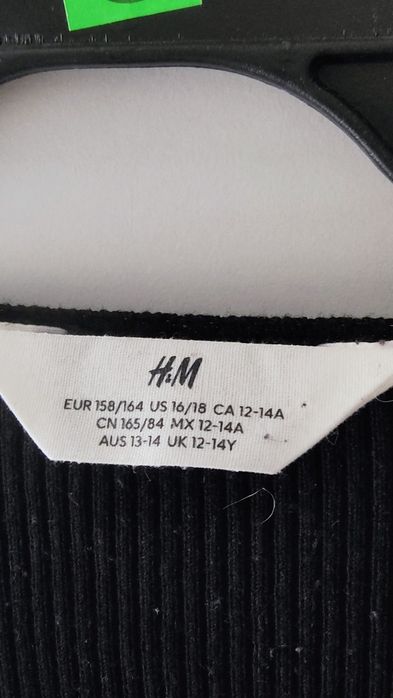 H&M
EUR 158/164 US 16/18 CA 12-14A
CN 165/84 MX 12-14A
AUS 13-14 UK 12-14Y